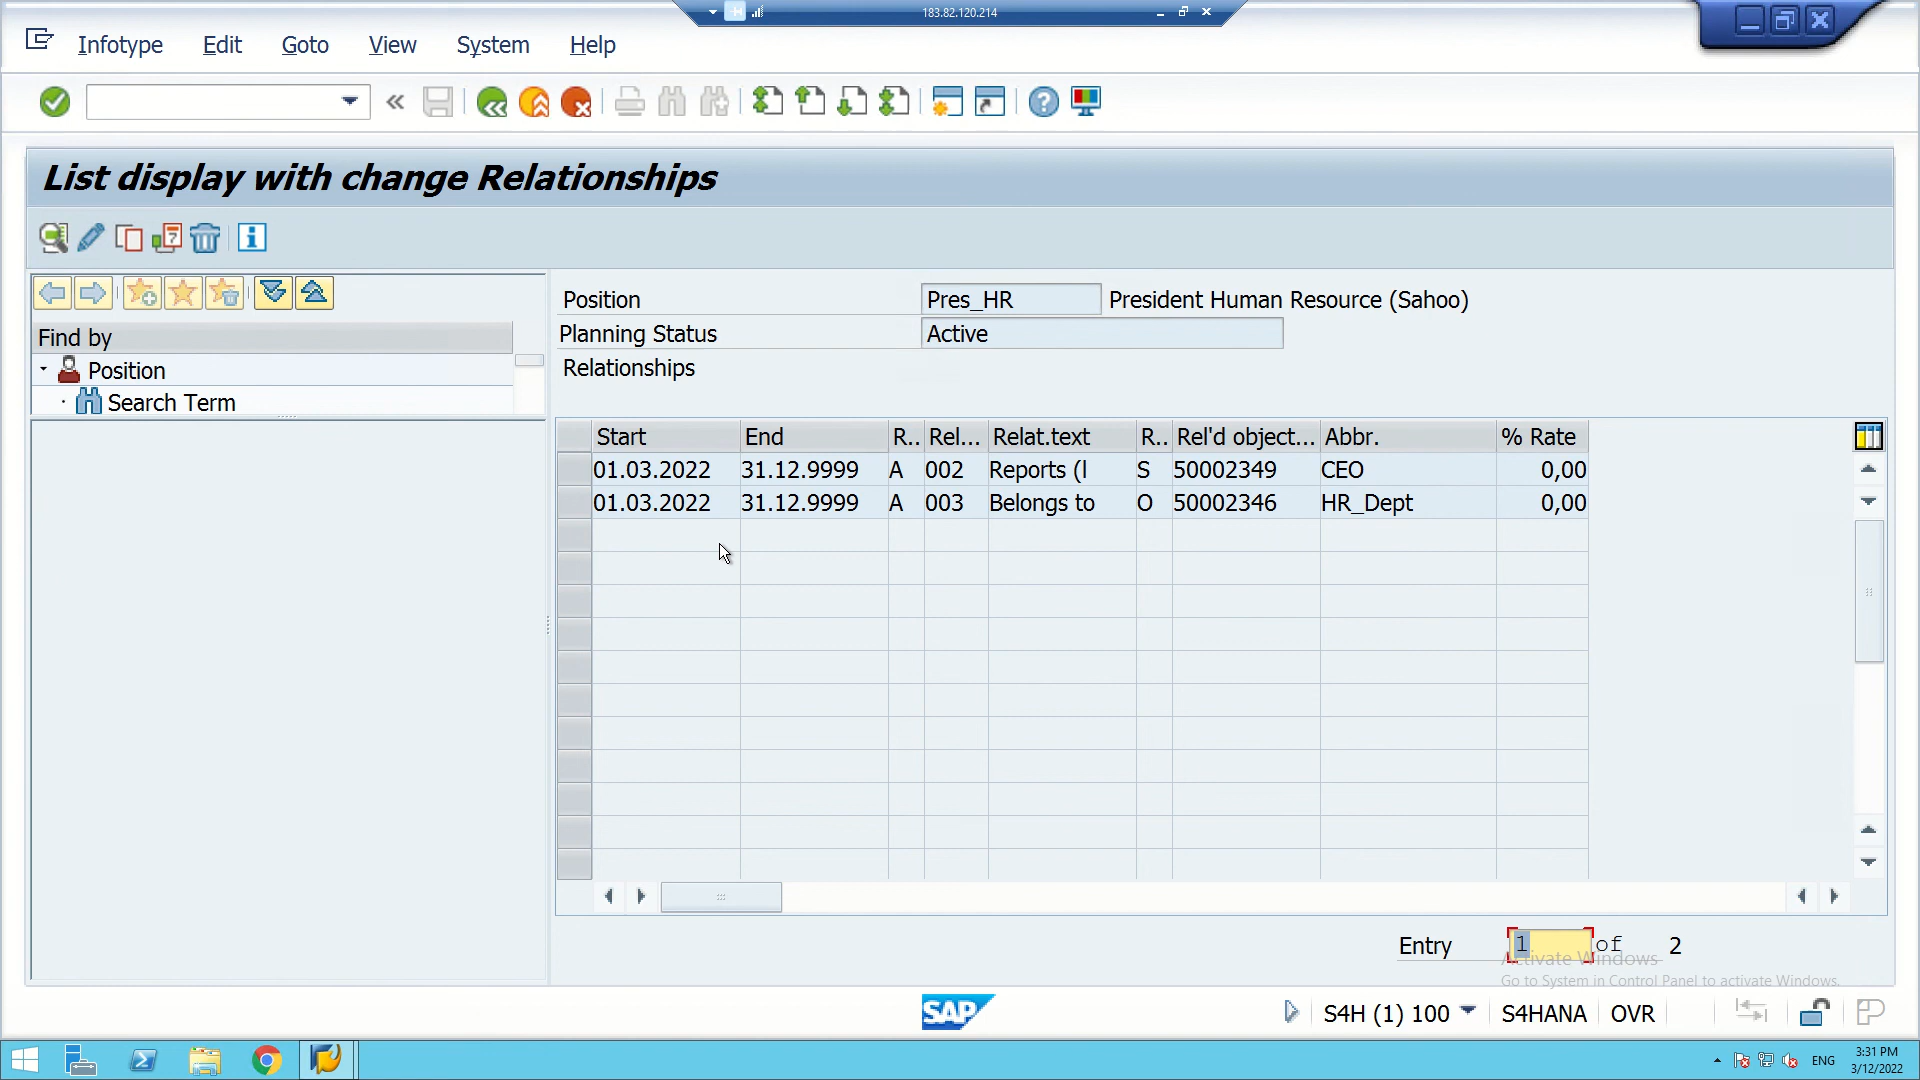 183.82.120.214
Infotype Edit Goto View System Help
List display with change Relationships
Find by
Position
Search Term
Position Pres_HR President Human Resource (Sahoo)
Planning Status Active
Relationships
Start End R.. Rel... Relat.text R.. Rel'd object... Abbr. % Rate
01.03.2022 31.12.9999 A 002 Reports (l S 50002349 CEO 0,00
01.03.2022 31.12.9999 A 003 Belongs to O 50002346 HR_Dept 0,00
Entry 1 of 2
Activate Windows
Go to System in Control Panel to activate Windows.
SAP S4H (1) 100 S4HANA OVR
ENG 3:31 PM
3/12/2022